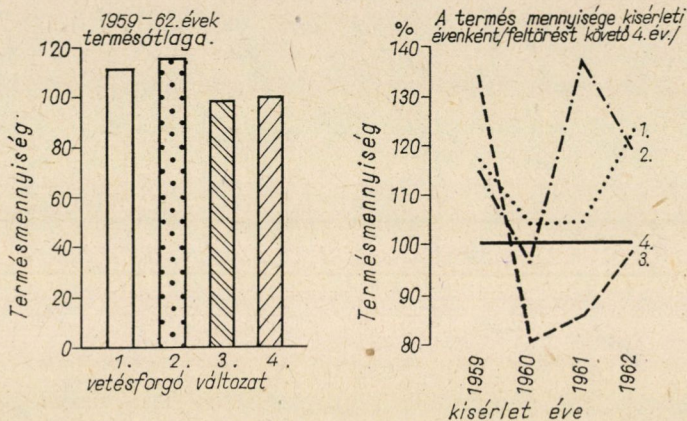 1959-62.évek
termésátlaga.
Termésmennyiség.
120
100
80
60
40
20
0
1. 2. 3. 4.
vetésforgó változat
A termés mennyisége kisérleti
évenként/feltörést követő 4.év./
%
Termésmennyiség
140
130
120
110
100
90
80
1.
2.
4.
3.
1959 1960 1961 1962
kisérlet éve